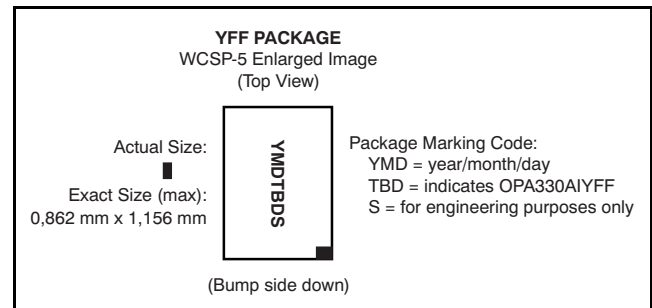 YFF PACKAGE
WCSP-5 Enlarged Image
(Top View)
Actual Size:
Exact Size (max):
0,862 mm x 1,156 mm
YMDTBDS
Package Marking Code:
YMD = year/month/day
TBD = indicates OPA330AIYFF
S = for engineering purposes only
(Bump side down)